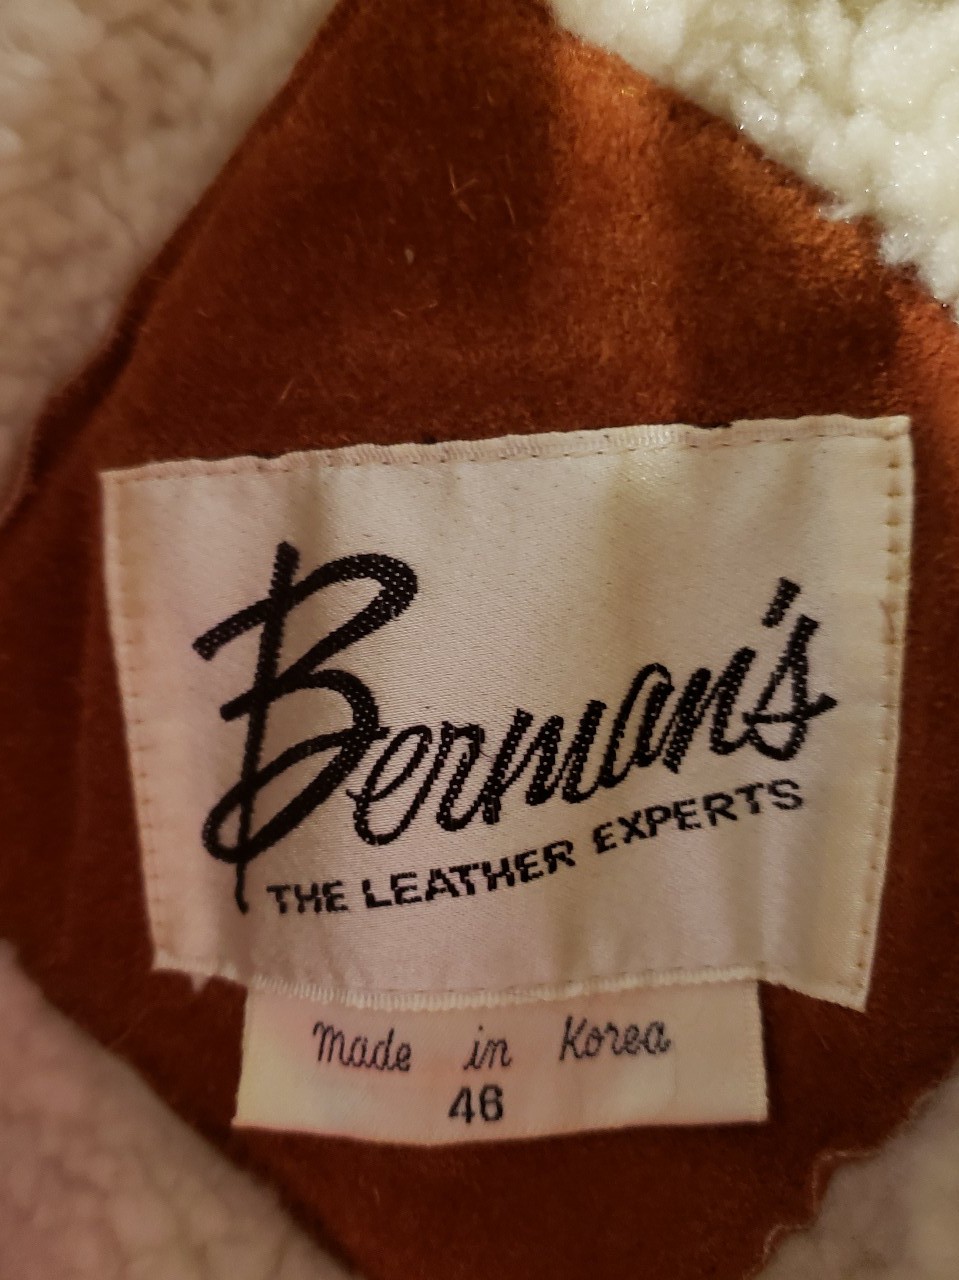 Berman's
THE LEATHER EXPERTS
Made in Korea
46